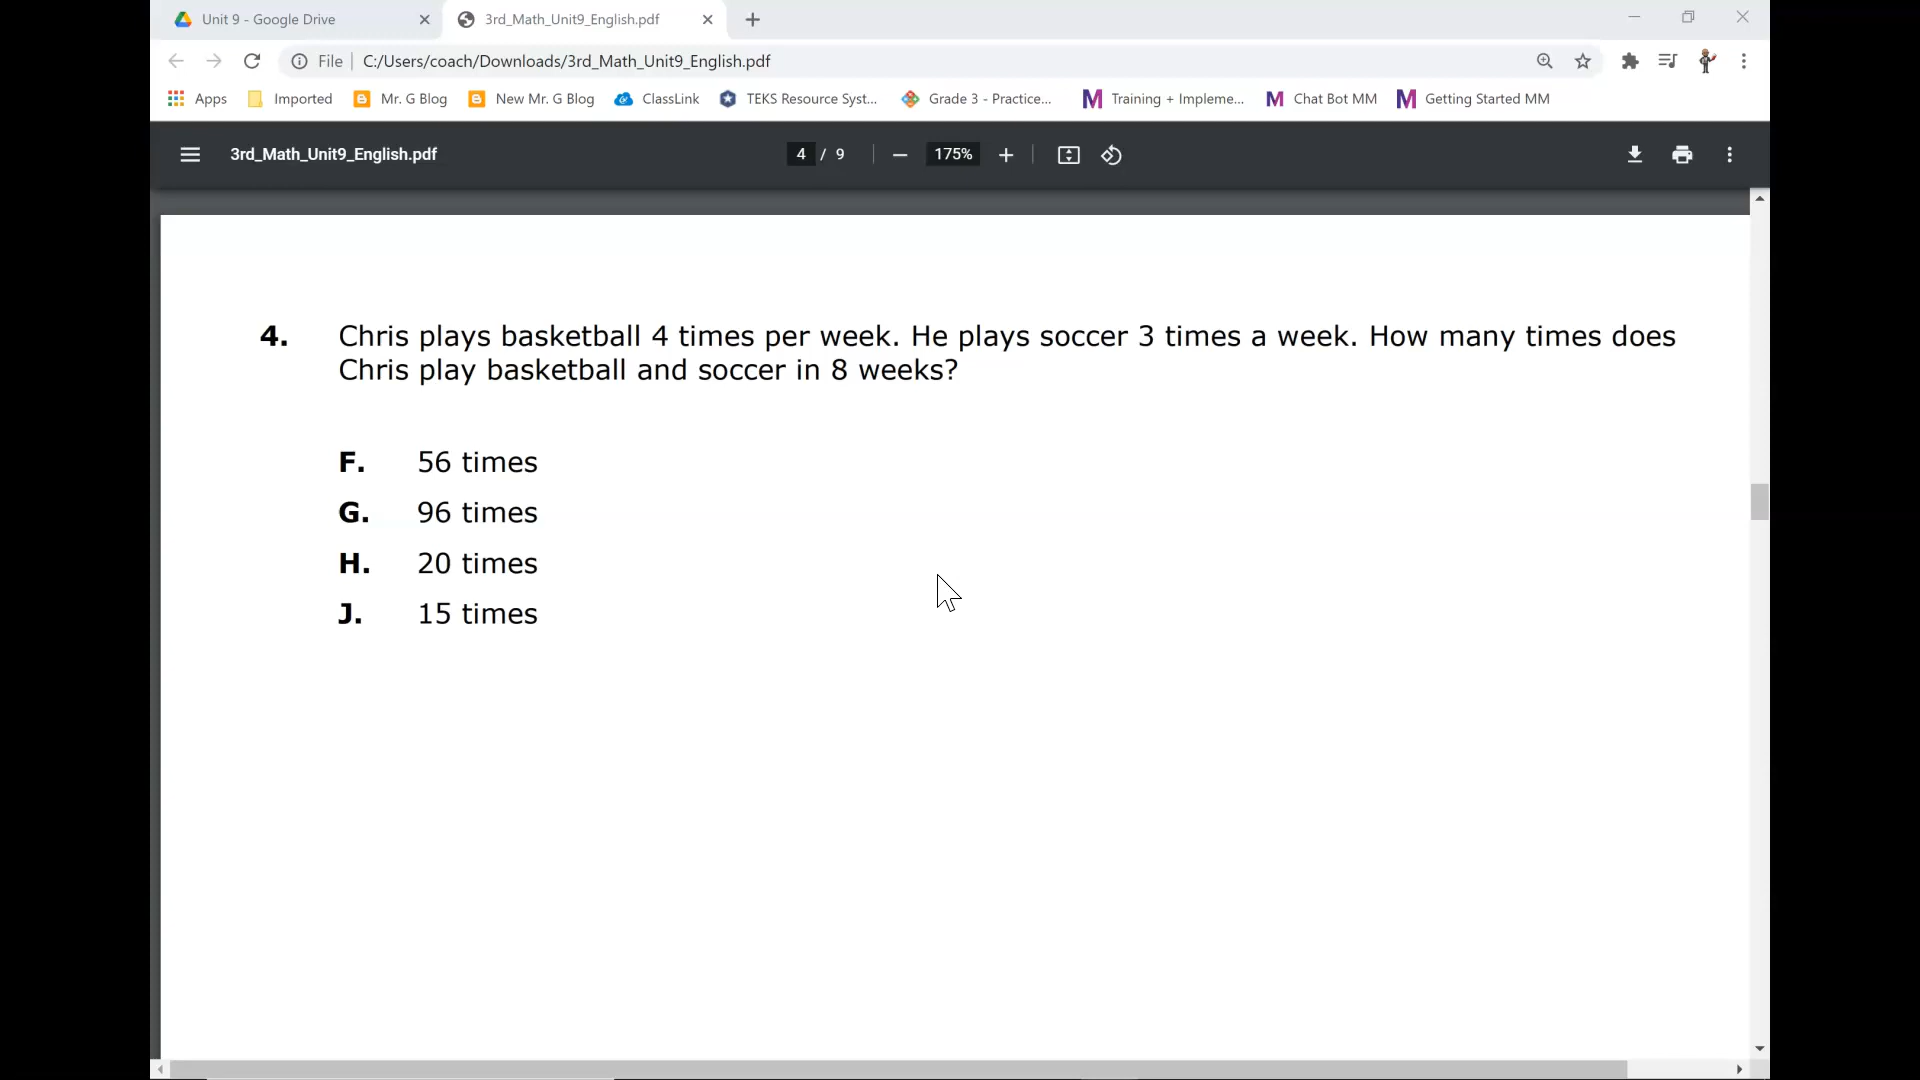 Unit 9 - Google Drive
3rd_Math_Unit9_English.pdf
File
C:/Users/coach/Downloads/3rd_Math_Unit9_English.pdf
Apps
Imported
Mr. G Blog
New Mr. G Blog
ClassLink
TEKS Resource Syst...
Grade 3 - Practice...
Training + Impleme...
Chat Bot MM
Getting Started MM
3rd_Math_Unit9_English.pdf
4 / 9
175%
4. Chris plays basketball 4 times per week. He plays soccer 3 times a week. How many times does
Chris play basketball and soccer in 8 weeks?
F. 56 times
G. 96 times
H. 20 times
J. 15 times